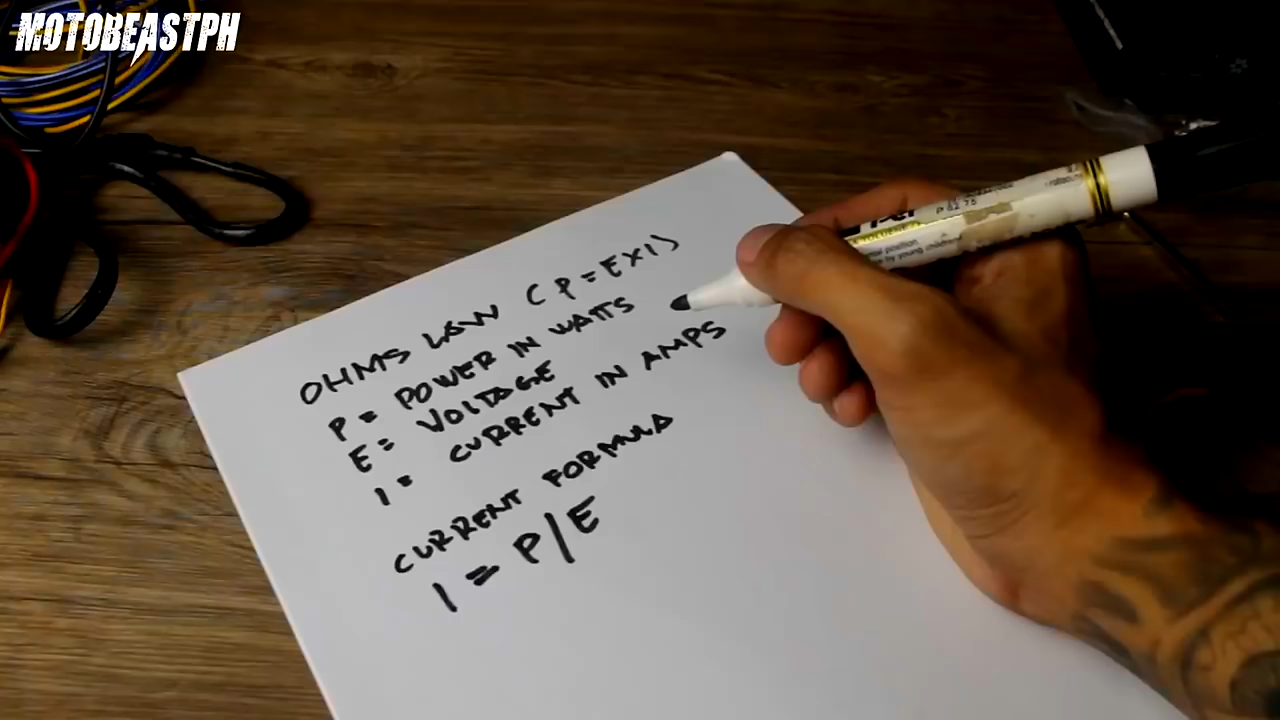 MOTOBEASTPH
OHMS LAW (P=EXI)
P= POWER IN WATTS
E= VOLTAGE
I= CURRENT IN AMPS
CURRENT FORMULA
I = P/E